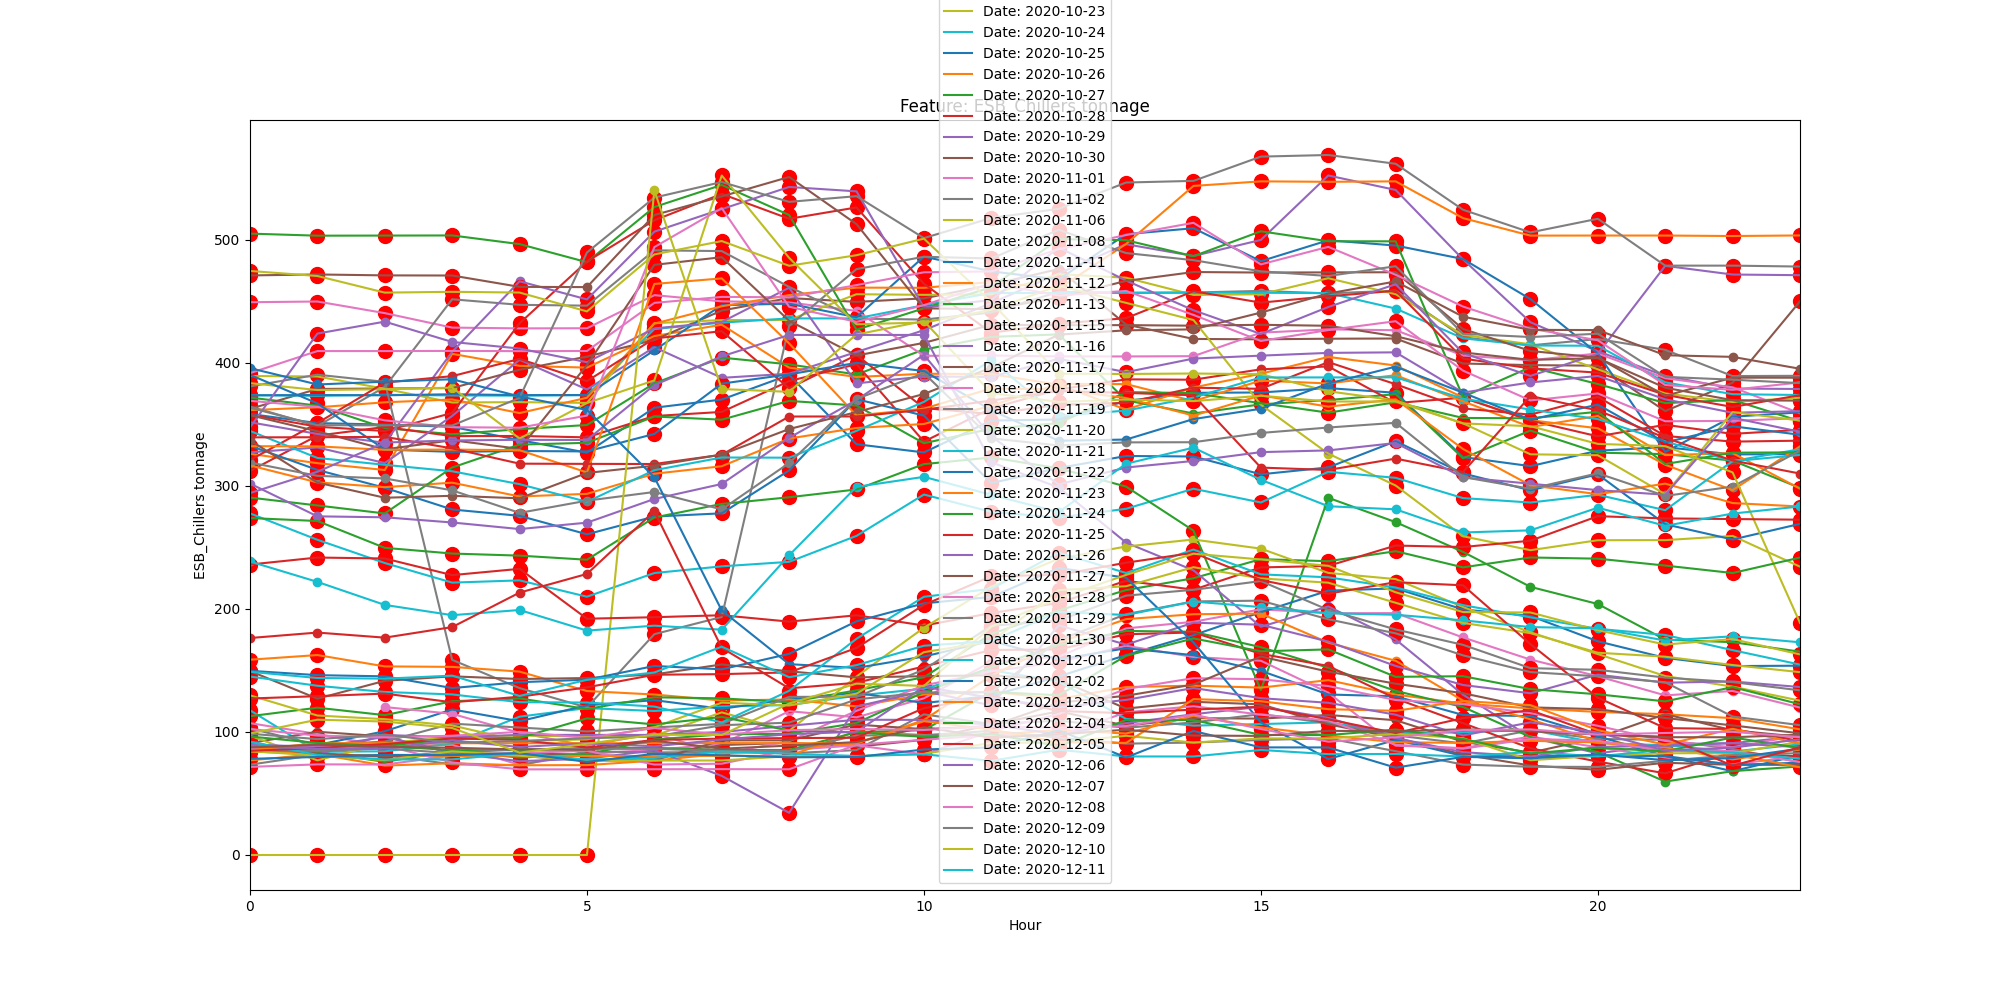 Date: 2020-10-23
Date: 2020-10-24
Date: 2020-10-25
Date: 2020-10-26
Date: 2020-10-27
Feature: ESB_Chillers tonnage
Date: 2020-10-28
Date: 2020-10-29
Date: 2020-10-30
Date: 2020-11-01
Date: 2020-11-02
Date: 2020-11-06
Date: 2020-11-08
Date: 2020-11-11
Date: 2020-11-12
Date: 2020-11-13
Date: 2020-11-15
Date: 2020-11-16
Date: 2020-11-17
Date: 2020-11-18
Date: 2020-11-19
Date: 2020-11-20
Date: 2020-11-21
Date: 2020-11-22
Date: 2020-11-23
Date: 2020-11-24
Date: 2020-11-25
Date: 2020-11-26
Date: 2020-11-27
Date: 2020-11-28
Date: 2020-11-29
Date: 2020-11-30
Date: 2020-12-01
Date: 2020-12-02
Date: 2020-12-03
Date: 2020-12-04
Date: 2020-12-05
Date: 2020-12-06
Date: 2020-12-07
Date: 2020-12-08
Date: 2020-12-09
Date: 2020-12-10
Date: 2020-12-11
ESB_Chillers tonnage
500
400
300
200
100
0
0 5 10 15 20
Hour